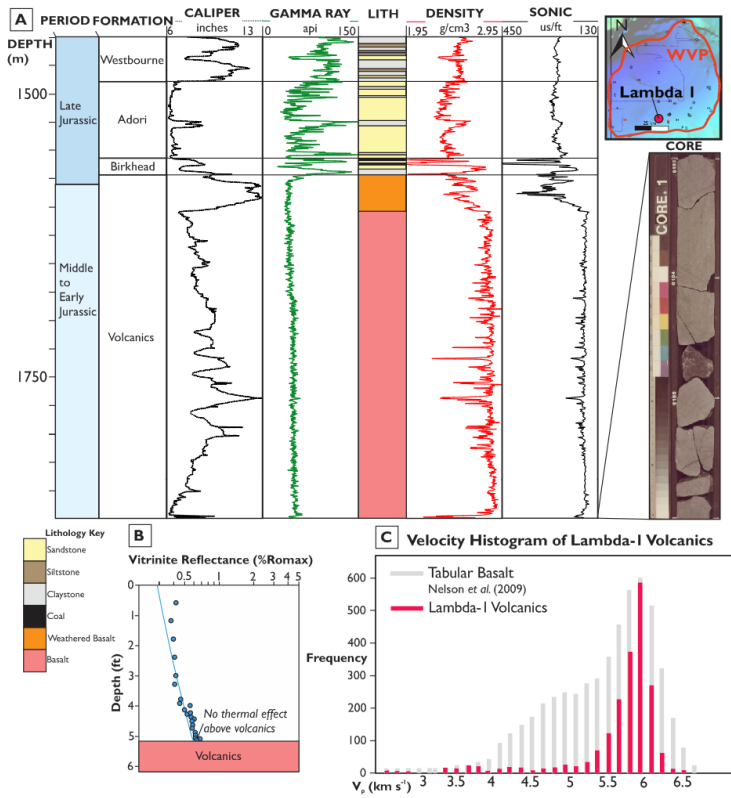 A
PERIOD FORMATION CALIPER GAMMA RAY LITH DENSITY SONIC
inches api g/cm3 us/ft
DEPTH 6 13 0 150 1.95 2.95 450 130
(m)
N
WVP
Lambda 1
Westbourne
1500
Late
Jurassic
Adori
Birkhead
CORE
CORE. 1
Middle
to
Early
Jurassic
Volcanics
1750
Lithology Key
Sandstone
Siltstone
Claystone
Coal
Weathered Basalt
Basalt
B
Vitrinite Reflectance (%Romax)
0.5 1 2 3 4 5
0
1
2
3
4
5
6
Depth (ft)
No thermal effect
above volcanics
Volcanics
C Velocity Histogram of Lambda-1 Volcanics
Tabular Basalt
Nelson et al. (2009)
Lambda-1 Volcanics
Frequency
600
500
400
300
200
100
0
3 3.5 4 4.5 5 5.5 6 6.5
Vp (km s-1)